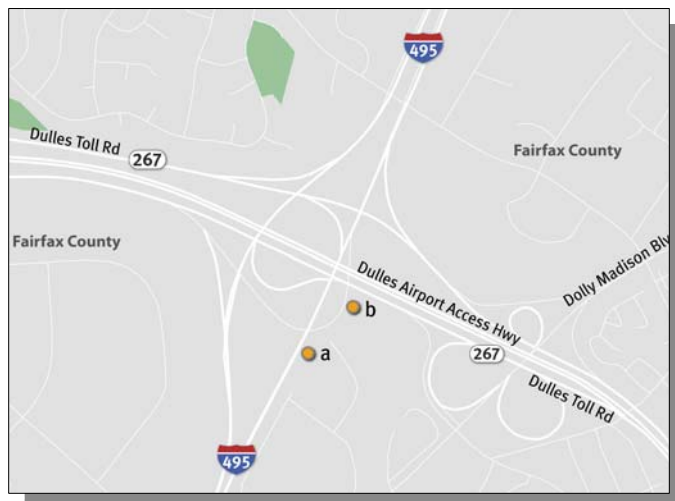 495
Dulles Toll Rd
267
Fairfax County
Fairfax County
Dolly Madison Blv
Dulles Airport Access Hwy
b
a
267
Dulles Toll Rd
495